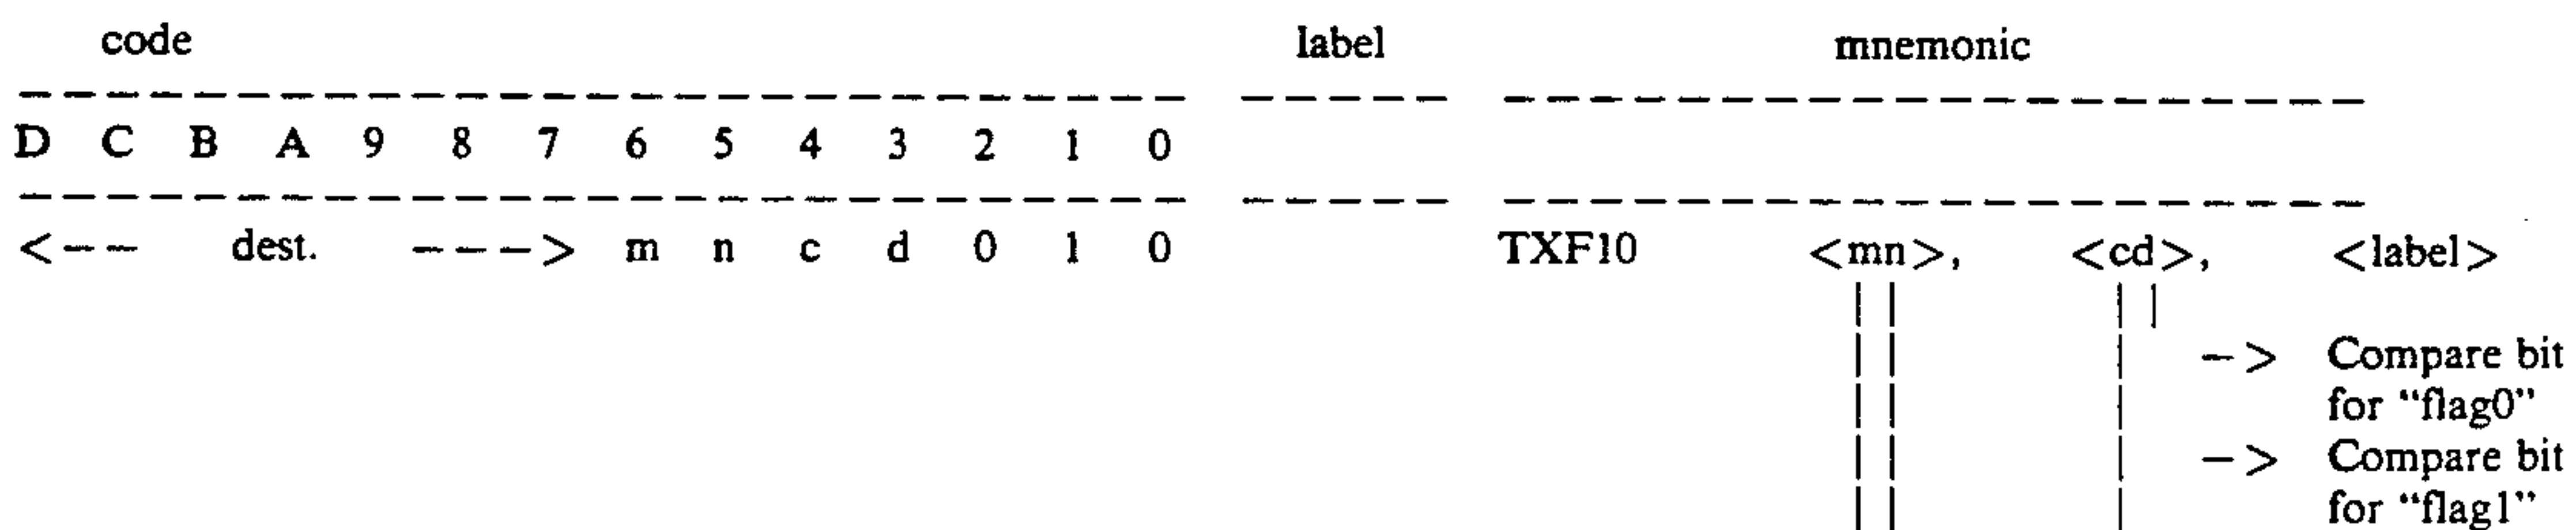 code label mnemonic
D C B A 9 8 7 6 5 4 3 2 1 0
<-- dest. ---> m n c d 0 1 0 TXF10 <mn>, <cd>, <label>
-> Compare bit
for “flag0”
-> Compare bit
for “flag1”